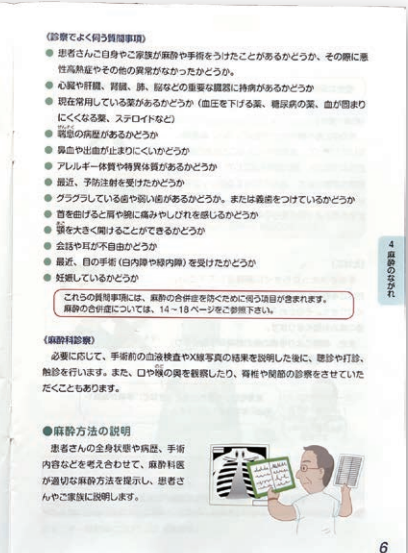 《診察でよく伺う質問事項》
● 患者さんご自身やご家族が麻酔や手術をうけたことがあるかどうか、その際に悪
性高熱症やその他の異常がなかったかどうか。
● 心臓や肝臓、腎臓、肺、脳などの重要な臓器に持病があるかどうか
● 現在常用している薬があるかどうか（血圧を下げる薬、糖尿病の薬、血が固まり
にくくなる薬、ステロイドなど）
● 喘息の病歴があるかどうか
● 鼻血や出血が止まりにくいかどうか
● アレルギー体質や特異体質があるかどうか
● 最近、予防注射を受けたかどうか
● グラグラしている歯や弱い歯があるかどうか。または義歯をつけているかどうか
● 首を曲げると肩や腕に痛みやしびれを感じるかどうか
● 顎を大きく開けることができるかどうか
● 会話や耳が不自由かどうか
● 最近、目の手術（白内障や緑内障）を受けたかどうか
● 妊娠しているかどうか
これらの質問事項には、麻酔の合併症を防ぐために伺う項目が含まれます。
麻酔の合併症については、14〜18ページをご参照下さい。
《麻酔科診察》
必要に応じて、手術前の血液検査やX線写真の結果を説明した後に、聴診や打診、
触診を行います。また、口や喉の奥を観察したり、脊椎や関節の診察をさせていた
だくこともあります。
●麻酔方法の説明
患者さんの全身状態や病歴、手術
内容などを考え合わせて、麻酔科医
が適切な麻酔方法を提示し、患者さ
んやご家族に説明します。
4 麻酔のながれ
6